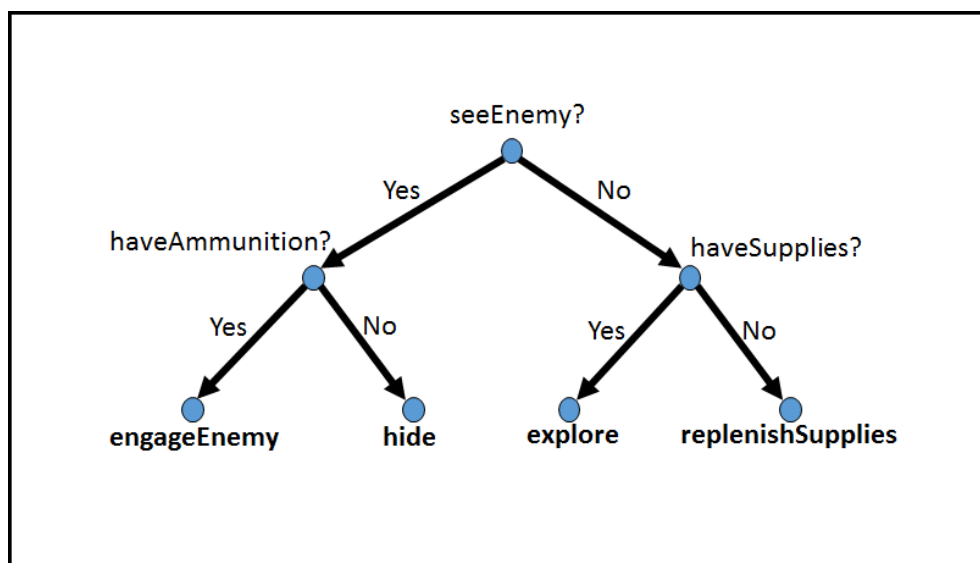 seeEnemy?
Yes
No
haveAmmunition?
haveSupplies?
Yes
No
Yes
No
engageEnemy
hide
explore
replenishSupplies